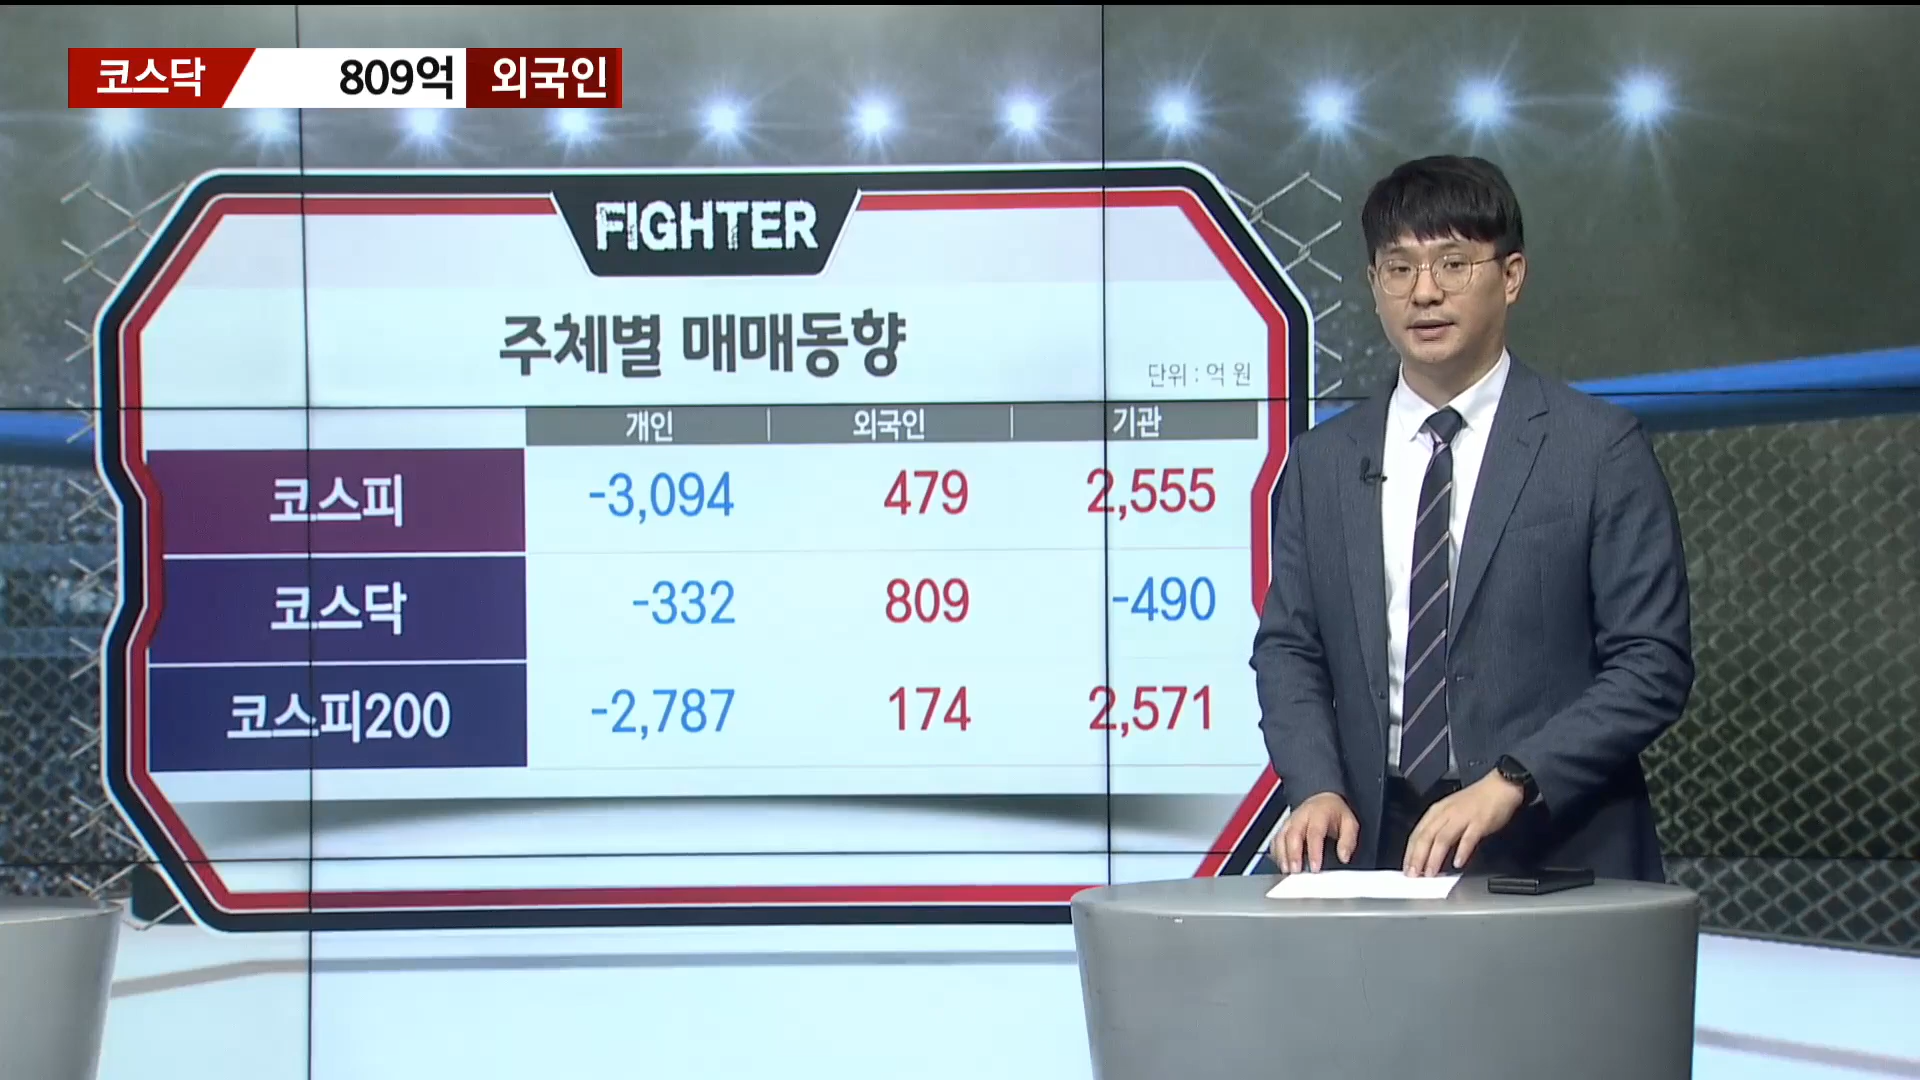 코스닥 809억 외국인
FIGHTER
주체별 매매동향
단위 : 억 원
개인 외국인 기관
코스피 -3,094 479 2,555
코스닥 -332 809 -490
코스피200 -2,787 174 2,571